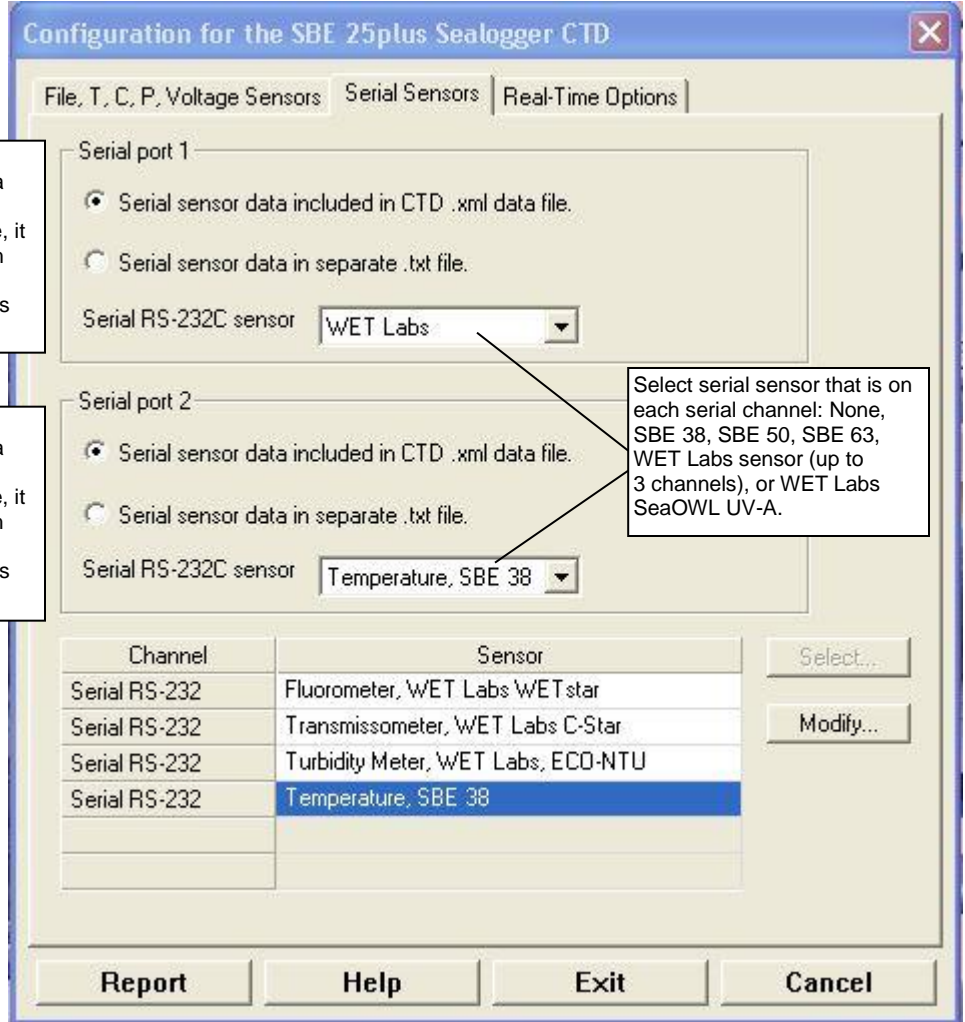 Configuration for the SBE 25plus Sealogger CTD
File, T, C, P, Voltage Sensors
Serial Sensors
Real-Time Options
Serial port 1
Serial sensor data included in CTD .xml data file.
Serial sensor data in separate .txt file.
Serial RS-232C sensor
WET Labs
, it
Select serial sensor that is on
each serial channel: None,
SBE 38, SBE 50, SBE 63,
WET Labs sensor (up to
3 channels), or WET Labs
SeaOWL UV-A.
Serial port 2
Serial sensor data included in CTD .xml data file.
Serial sensor data in separate .txt file.
Serial RS-232C sensor
Temperature, SBE 38
, it
Channel
Sensor
Serial RS-232
Fluorometer, WET Labs WETstar
Serial RS-232
Transmissometer, WET Labs C-Star
Serial RS-232
Turbidity Meter, WET Labs, ECO-NTU
Serial RS-232
Temperature, SBE 38
Select...
Modify...
Report
Help
Exit
Cancel